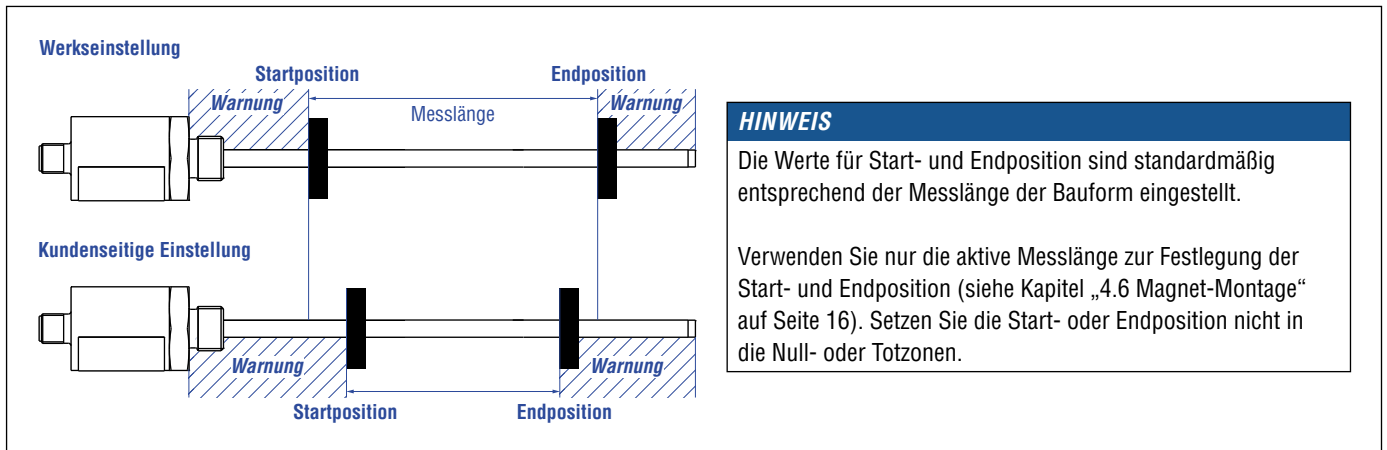 Werkseinstellung
Startposition
Endposition
Warnung
Messlänge
Warnung
Kundenseitige Einstellung
Warnung
Warnung
Startposition
Endposition
HINWEIS
Die Werte für Start- und Endposition sind standardmäßig
entsprechend der Messlänge der Bauform eingestellt.
Verwenden Sie nur die aktive Messlänge zur Festlegung der
Start- und Endposition (siehe Kapitel „4.6 Magnet-Montage“
auf Seite 16). Setzen Sie die Start- oder Endposition nicht in
die Null- oder Totzonen.